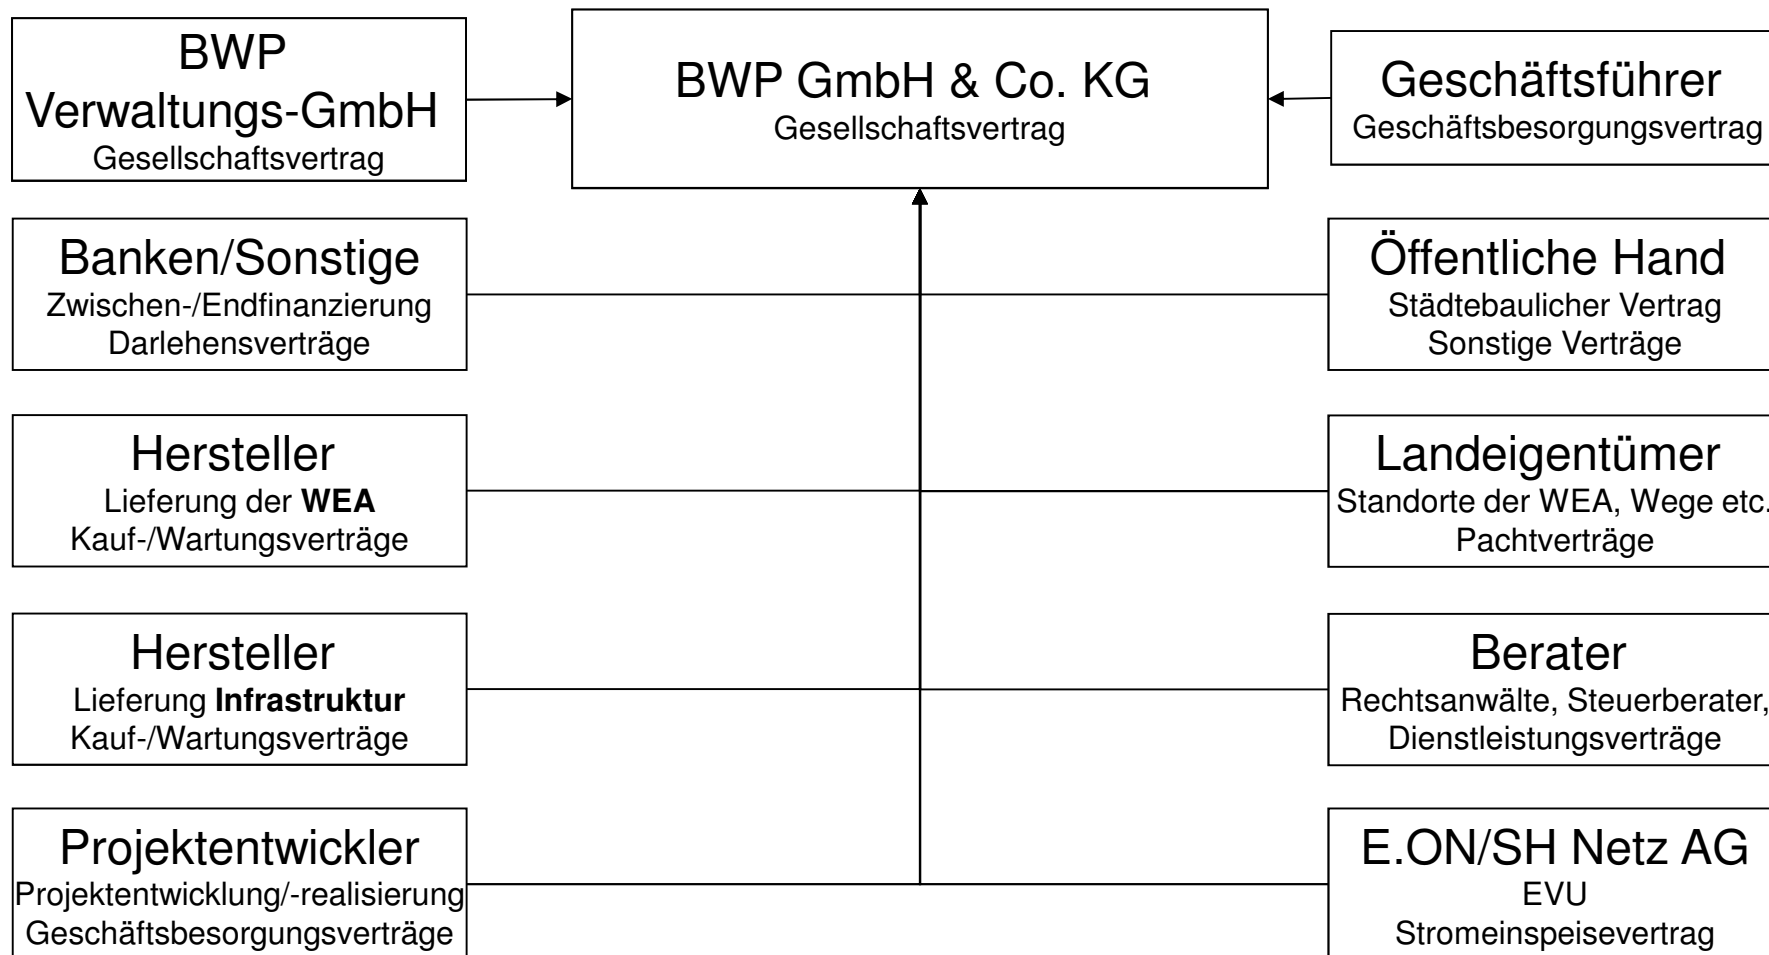 BWP
Verwaltungs-GmbH
Gesellschaftsvertrag
BWP GmbH & Co. KG
Gesellschaftsvertrag
Geschäftsführer
Geschäftsbesorgungsvertrag
Banken/Sonstige
Zwischen-/Endfinanzierung
Darlehensverträge
Öffentliche Hand
Städtebaulicher Vertrag
Sonstige Verträge
Hersteller
Lieferung der WEA
Kauf-/Wartungsverträge
Landeigentümer
Standorte der WEA, Wege etc.
Pachtverträge
Hersteller
Lieferung Infrastruktur
Kauf-/Wartungsverträge
Berater
Rechtsanwälte, Steuerberater,
Dienstleistungsverträge
Projektentwickler
Projektentwicklung/-realisierung
Geschäftsbesorgungsverträge
E.ON/SH Netz AG
EVU
Stromeinspeisevertrag